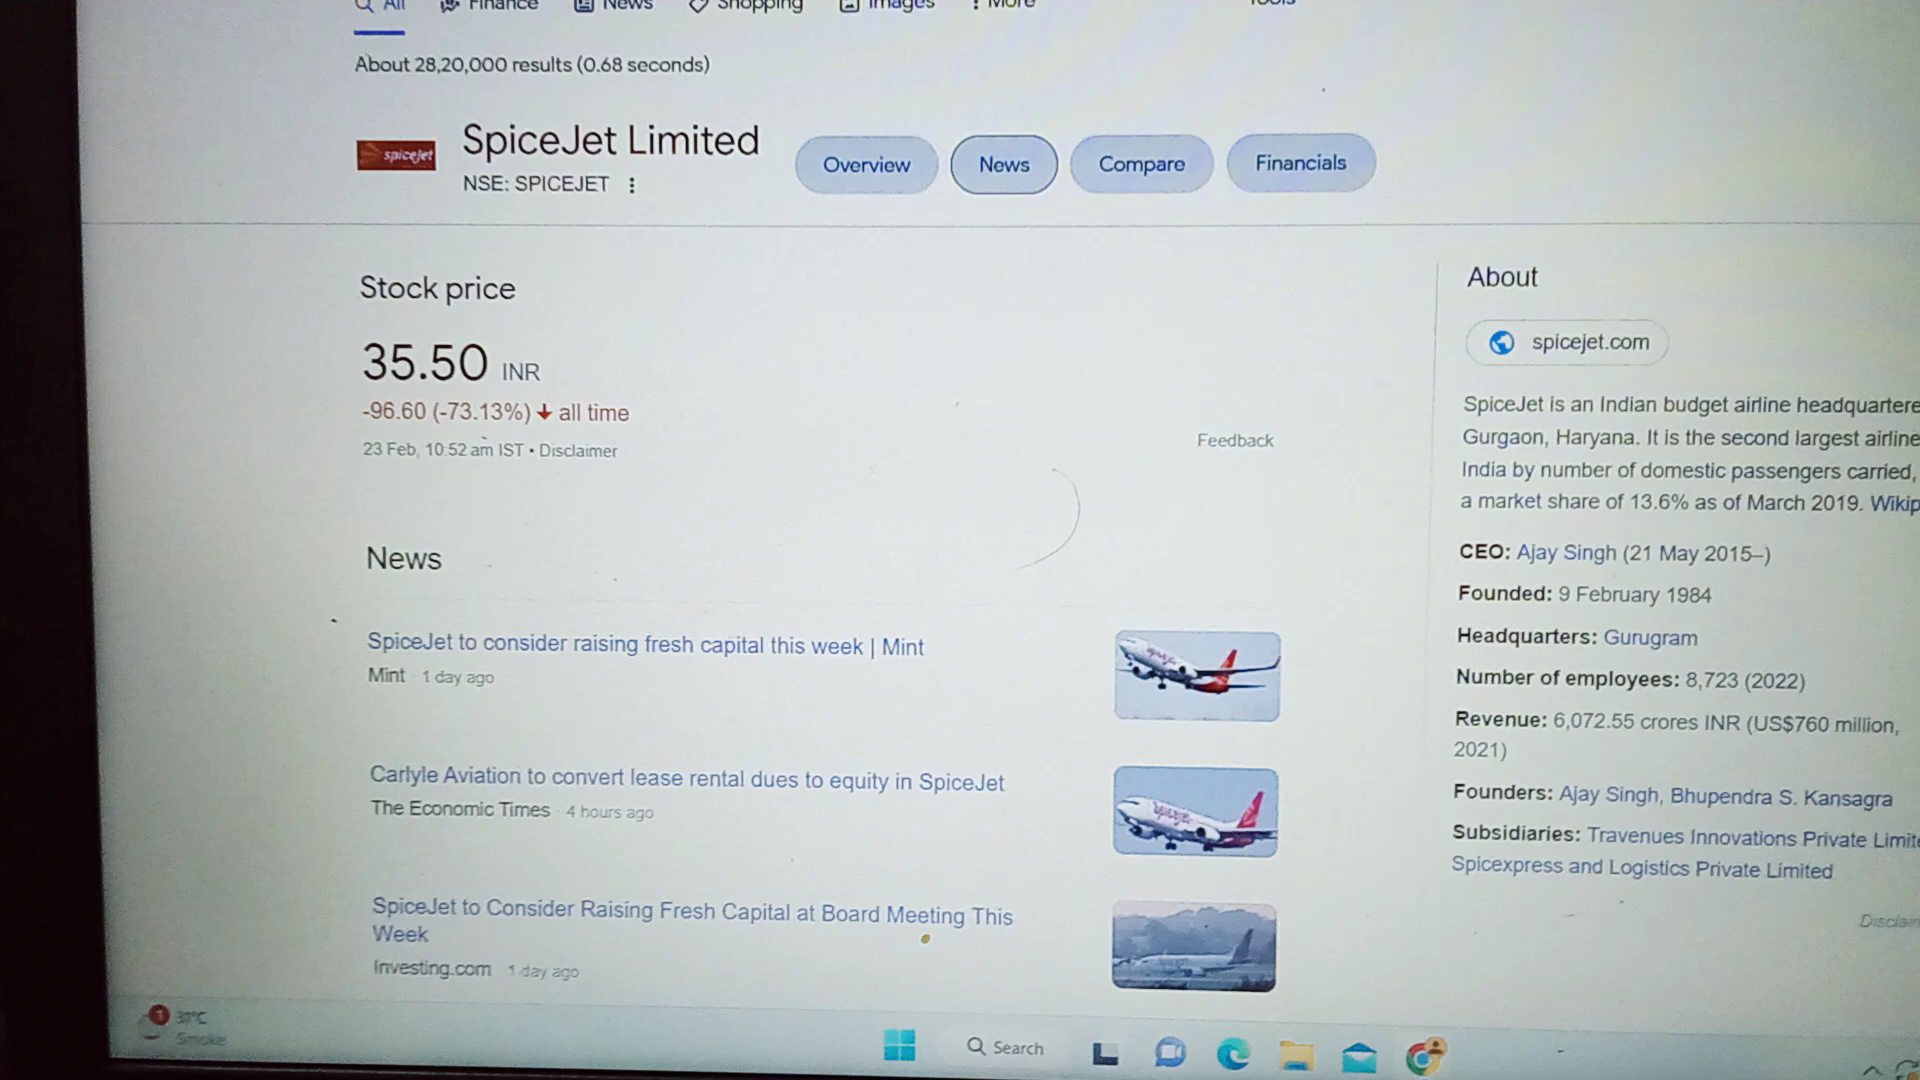 All Finance News Shopping Images More Tools
About 28,20,000 results (0.68 seconds)
spicejet
SpiceJet Limited
NSE: SPICEJET
Overview News Compare Financials
Stock price
35.50 INR
-96.60 (-73.13%) all time
23 Feb, 10:52 am IST • Disclaimer
Feedback
News
SpiceJet to consider raising fresh capital this week | Mint
Mint 1 day ago
Carlyle Aviation to convert lease rental dues to equity in SpiceJet
The Economic Times 4 hours ago
SpiceJet to Consider Raising Fresh Capital at Board Meeting This
Week
Investing.com 1 day ago
About
spicejet.com
SpiceJet is an Indian budget airline headquartere
Gurgaon, Haryana. It is the second largest airline
India by number of domestic passengers carried,
a market share of 13.6% as of March 2019. Wikip
CEO: Ajay Singh (21 May 2015–)
Founded: 9 February 1984
Headquarters: Gurugram
Number of employees: 8,723 (2022)
Revenue: 6,072.55 crores INR (US$760 million,
2021)
Founders: Ajay Singh, Bhupendra S. Kansagra
Subsidiaries: Travenues Innovations Private Limite
Spicexpress and Logistics Private Limited
Disclaim
1
Smoke
Search